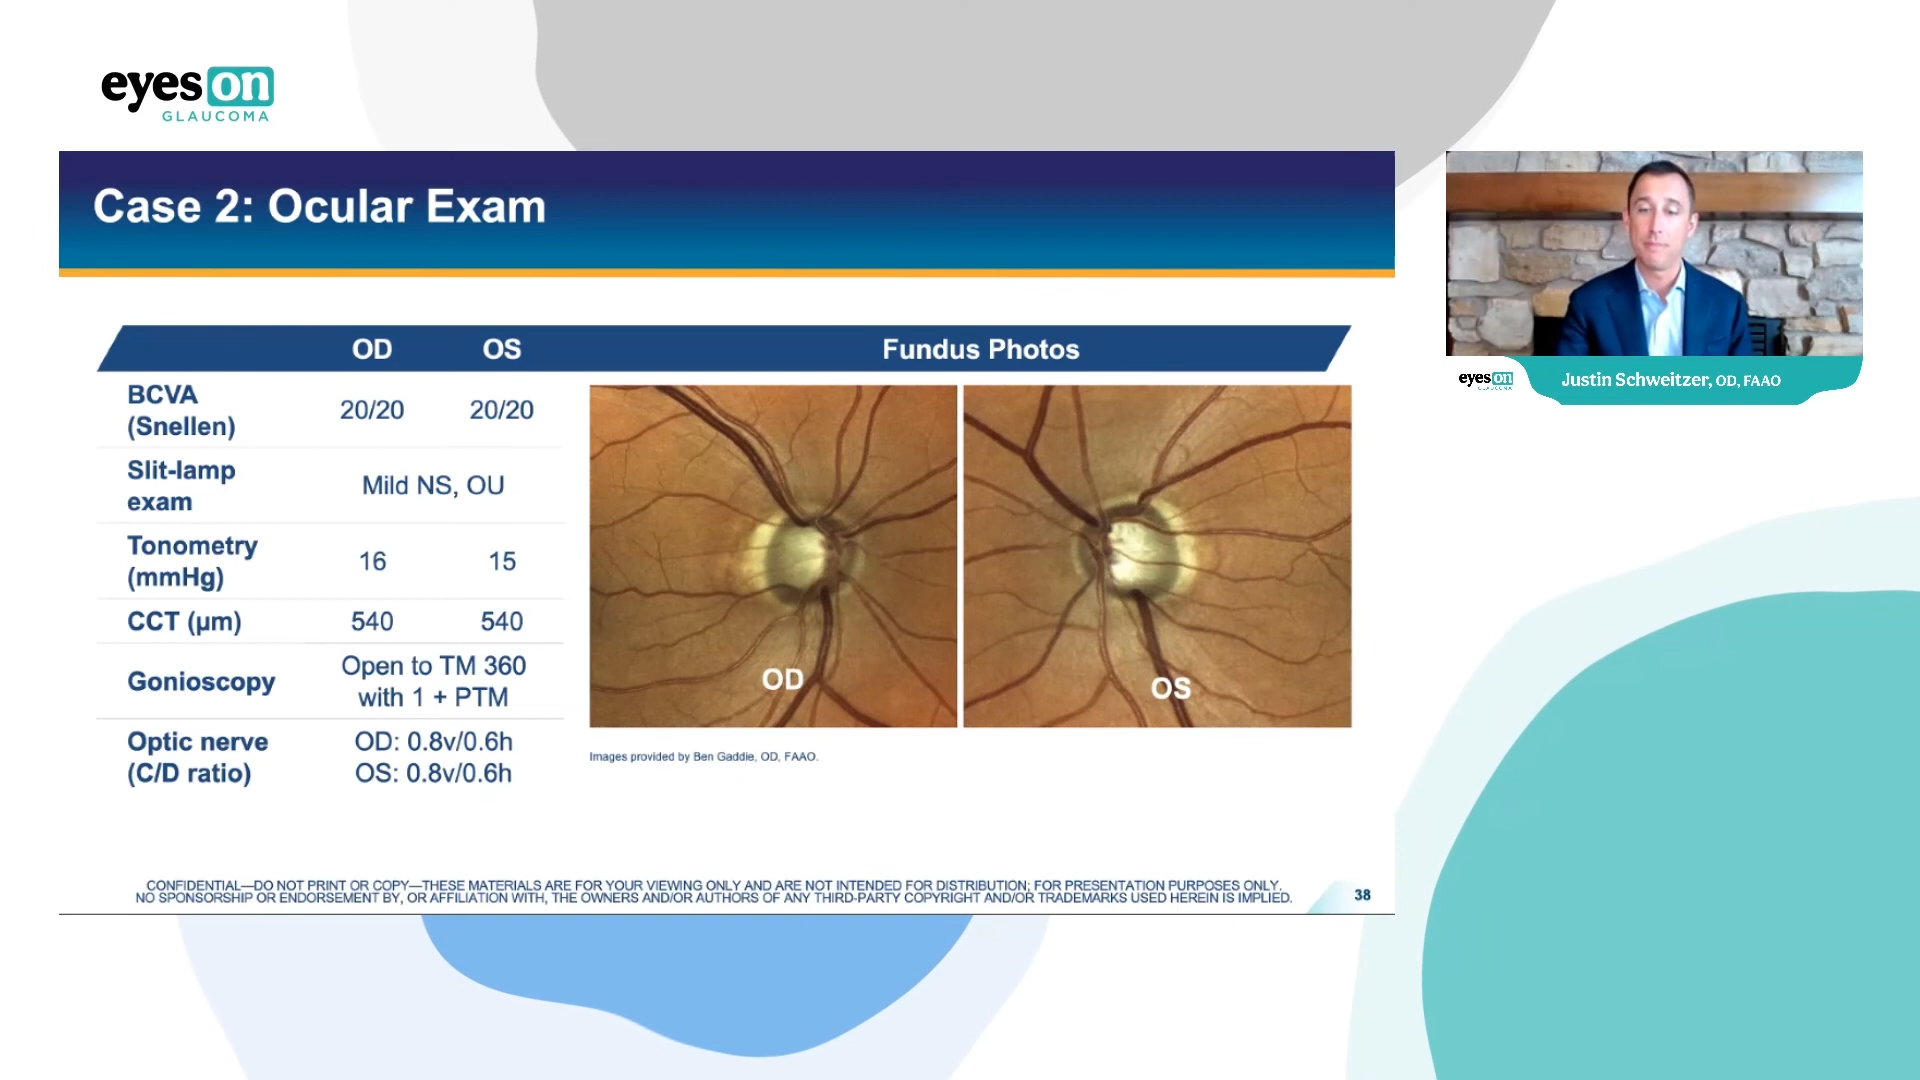 eyes on
GLAUCOMA
Case 2: Ocular Exam
OD OS Fundus Photos
BCVA
(Snellen)
20/20 20/20
Slit-lamp
exam
Mild NS, OU
Tonometry
(mmHg)
16 15
CCT (µm) 540 540
Gonioscopy
Open to TM 360
with 1 + PTM
Optic nerve
(C/D ratio)
OD: 0.8v/0.6h
OS: 0.8v/0.6h
OD
OS
Images provided by Ben Gaddie, OD, FAAO.
CONFIDENTIAL—DO NOT PRINT OR COPY—THESE MATERIALS ARE FOR YOUR VIEWING ONLY AND ARE NOT INTENDED FOR DISTRIBUTION; FOR PRESENTATION PURPOSES ONLY.
NO SPONSORSHIP OR ENDORSEMENT BY, OR AFFILIATION WITH, THE OWNERS AND/OR AUTHORS OF ANY THIRD-PARTY COPYRIGHT AND/OR TRADEMARKS USED HEREIN IS IMPLIED.
38
eyes on
GLAUCOMA
Justin Schweitzer, OD, FAAO